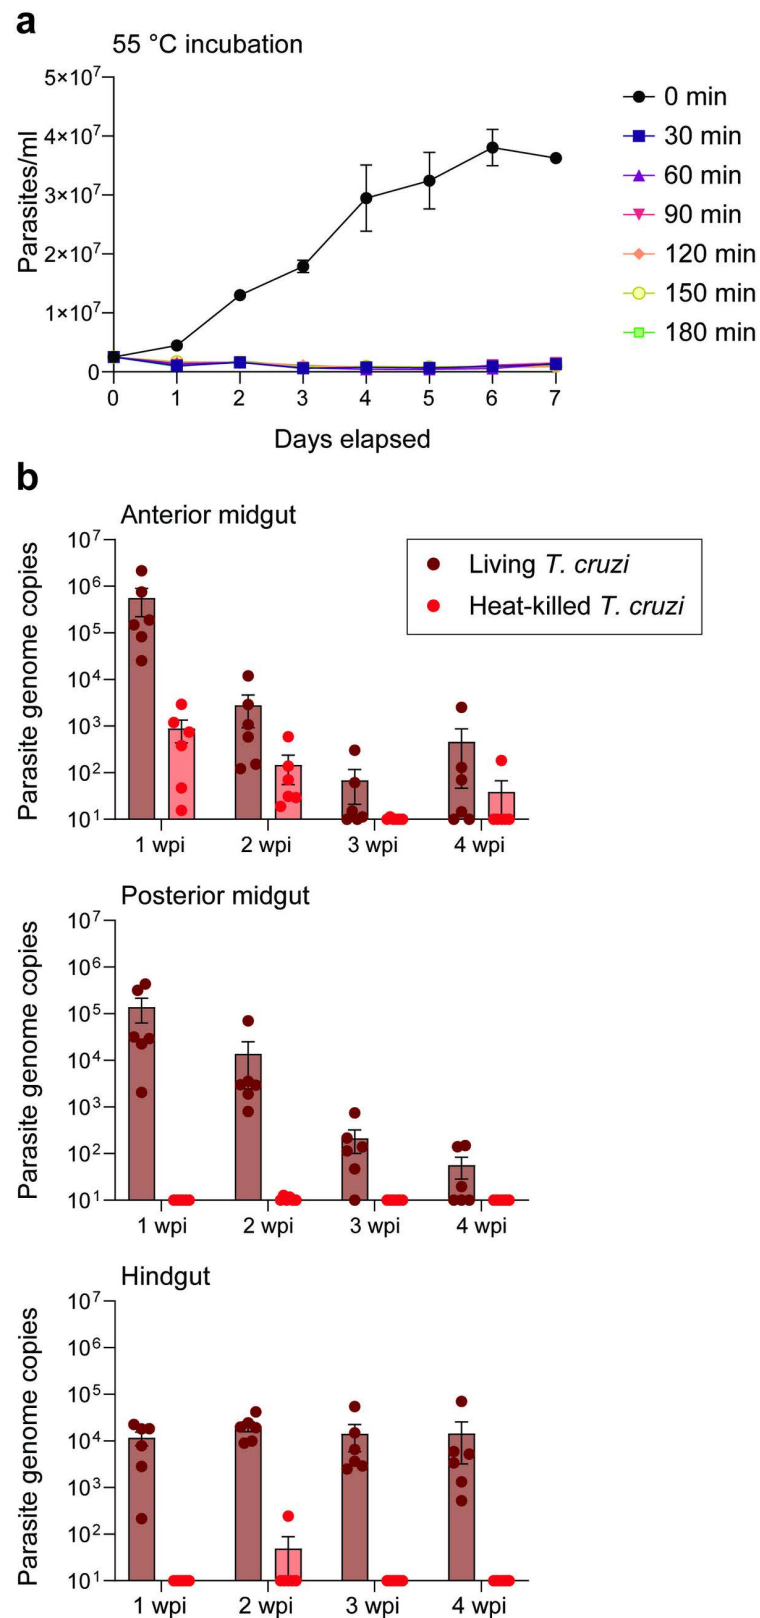 a
55 °C incubation
Parasites/ml
5×10⁷
4×10⁷
3×10⁷
2×10⁷
1×10⁷
0
0 1 2 3 4 5 6 7
Days elapsed
0 min
30 min
60 min
90 min
120 min
150 min
180 min
b
Anterior midgut
Parasite genome copies
10⁷
10⁶
10⁵
10⁴
10³
10²
10¹
1 wpi 2 wpi 3 wpi 4 wpi
Living T. cruzi
Heat-killed T. cruzi
Posterior midgut
Parasite genome copies
10⁷
10⁶
10⁵
10⁴
10³
10²
10¹
1 wpi 2 wpi 3 wpi 4 wpi
Hindgut
Parasite genome copies
10⁷
10⁶
10⁵
10⁴
10³
10²
10¹
1 wpi 2 wpi 3 wpi 4 wpi